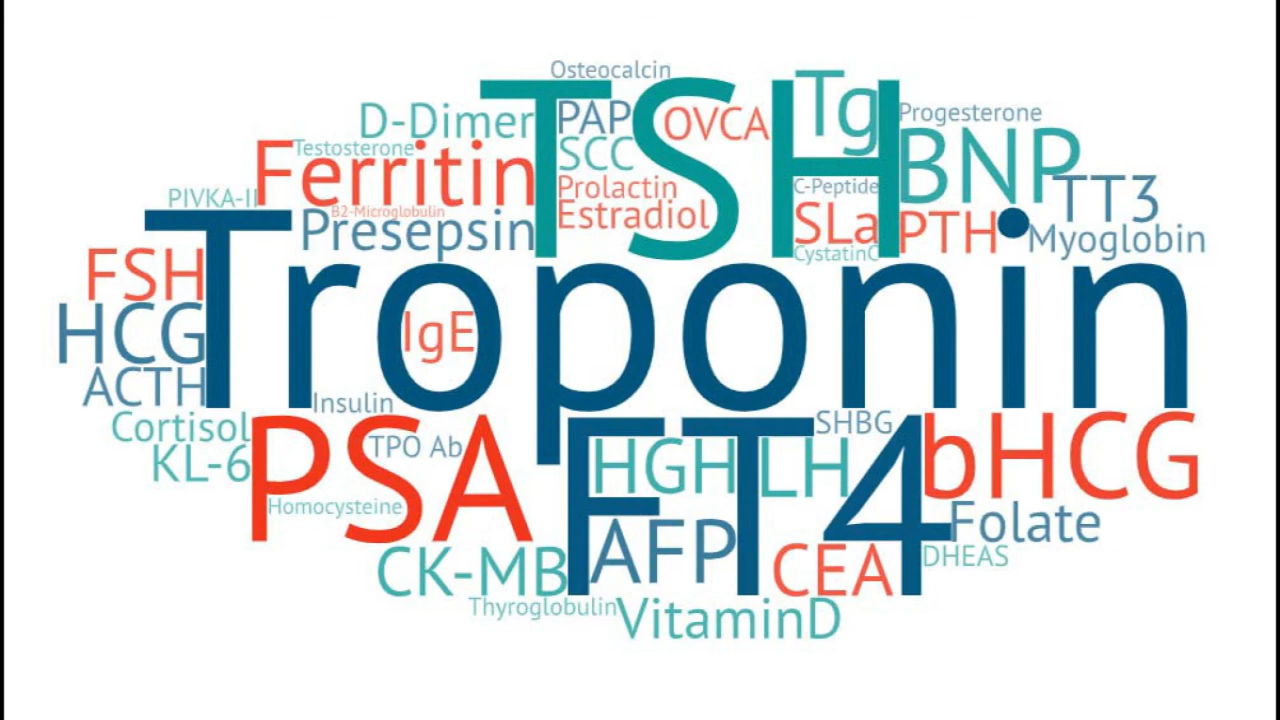 Osteocalcin
TSH
Tg
D-Dimer
PAP
OVCA
Progesterone
Testosterone
Ferritin
SCC
BNP
Prolactin
C-Peptide
TT3
PIVKA-II
B2-Microglobulin
Presepsin
Estradiol
SLa
PTH
Myoglobin
CystatinC
Troponin
FSH
HCG
IgE
ACTH
Insulin
Cortisol
PSA
TPO Ab
FT4
SHBG
bHCG
KL-6
HGH
LH
Homocysteine
AFP
Folate
CK-MB
CEA
DHEAS
Thyroglobulin
VitaminD